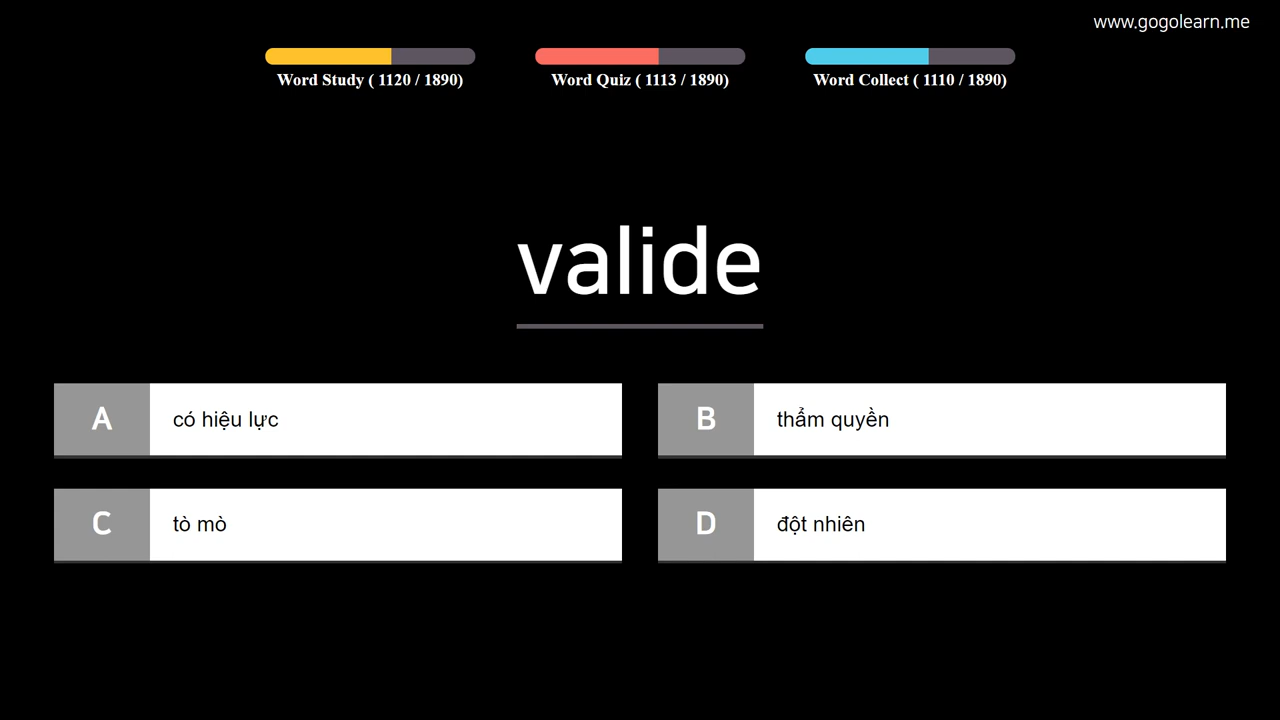 www.gogolearn.me
Word Study ( 1120 / 1890)
Word Quiz ( 1113 / 1890)
Word Collect ( 1110 / 1890)
valide
A có hiệu lực
B thẩm quyền
C tò mò
D đột nhiên